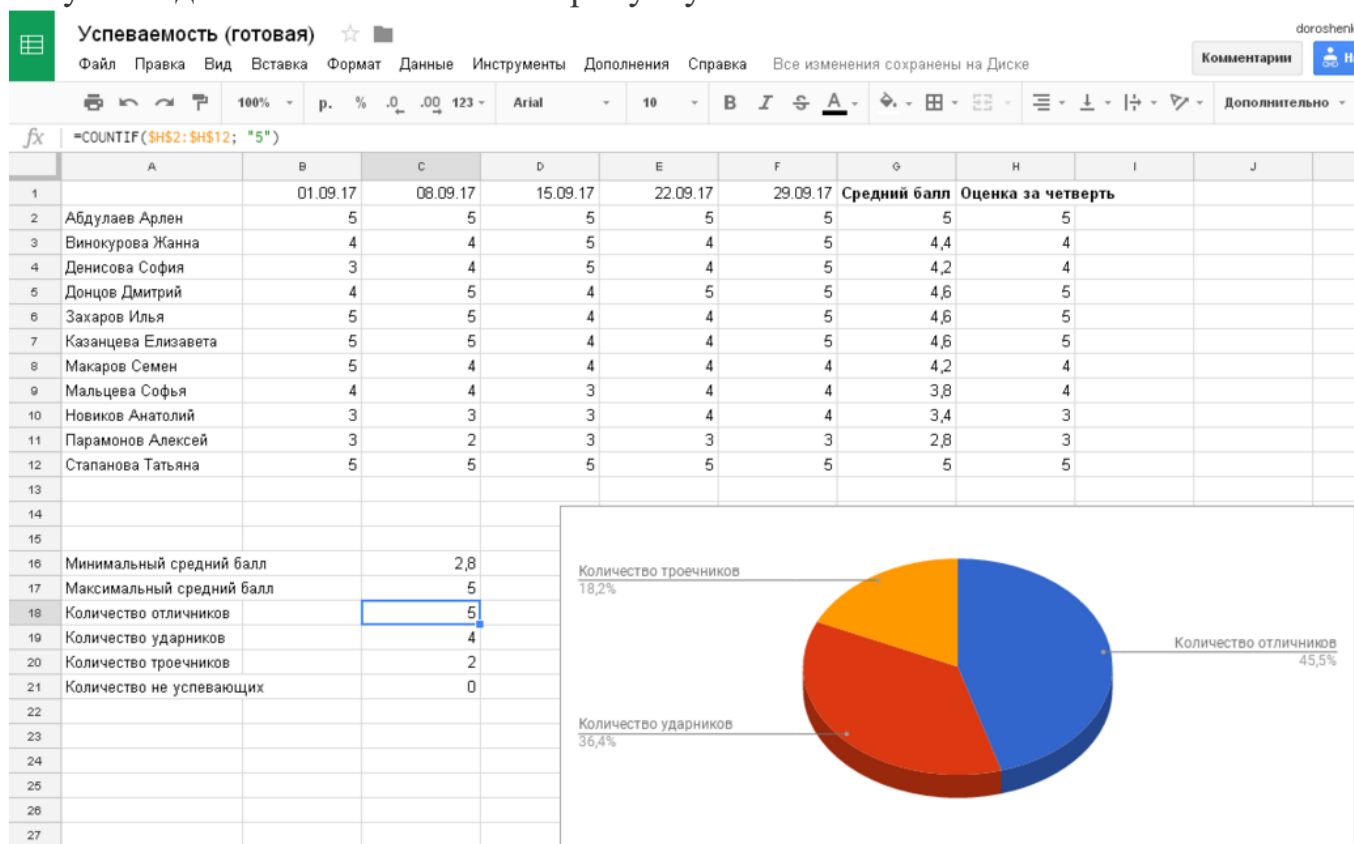 Успеваемость (готовая)
doroshenk
Файл Правка Вид Вставка Формат Данные Инструменты Дополнения Справка Все изменения сохранены на Диске
Комментарии
100% р. % .0 .00 123 Arial 10 B I S A Дополнительно
fx =COUNTIF($H$2:$H$12; "5")
A B C D E F G H I J
1 01.09.17 08.09.17 15.09.17 22.09.17 29.09.17 Средний балл Оценка за четверть
2 Абдулаев Арлен 5 5 5 5 5 5 5
3 Винокурова Жанна 4 4 5 4 5 4,4 4
4 Денисова София 3 4 5 4 5 4,2 4
5 Донцов Дмитрий 4 5 4 5 5 4,6 5
6 Захаров Илья 5 5 4 4 5 4,6 5
7 Казанцева Елизавета 5 5 4 4 5 4,6 5
8 Макаров Семен 5 4 4 4 4 4,2 4
9 Мальцева Софья 4 4 3 4 4 3,8 4
10 Новиков Анатолий 3 3 3 4 4 3,4 3
11 Парамонов Алексей 3 2 3 3 3 2,8 3
12 Стапанова Татьяна 5 5 5 5 5 5 5
13
14
15
16 Минимальный средний балл 2,8
17 Максимальный средний балл 5
18 Количество отличников 5
19 Количество ударников 4
20 Количество троечников 2
21 Количество не успевающих 0
22
23
24
25
26
27
Количество троечников
18,2%
Количество отличников
45,5%
Количество ударников
36,4%